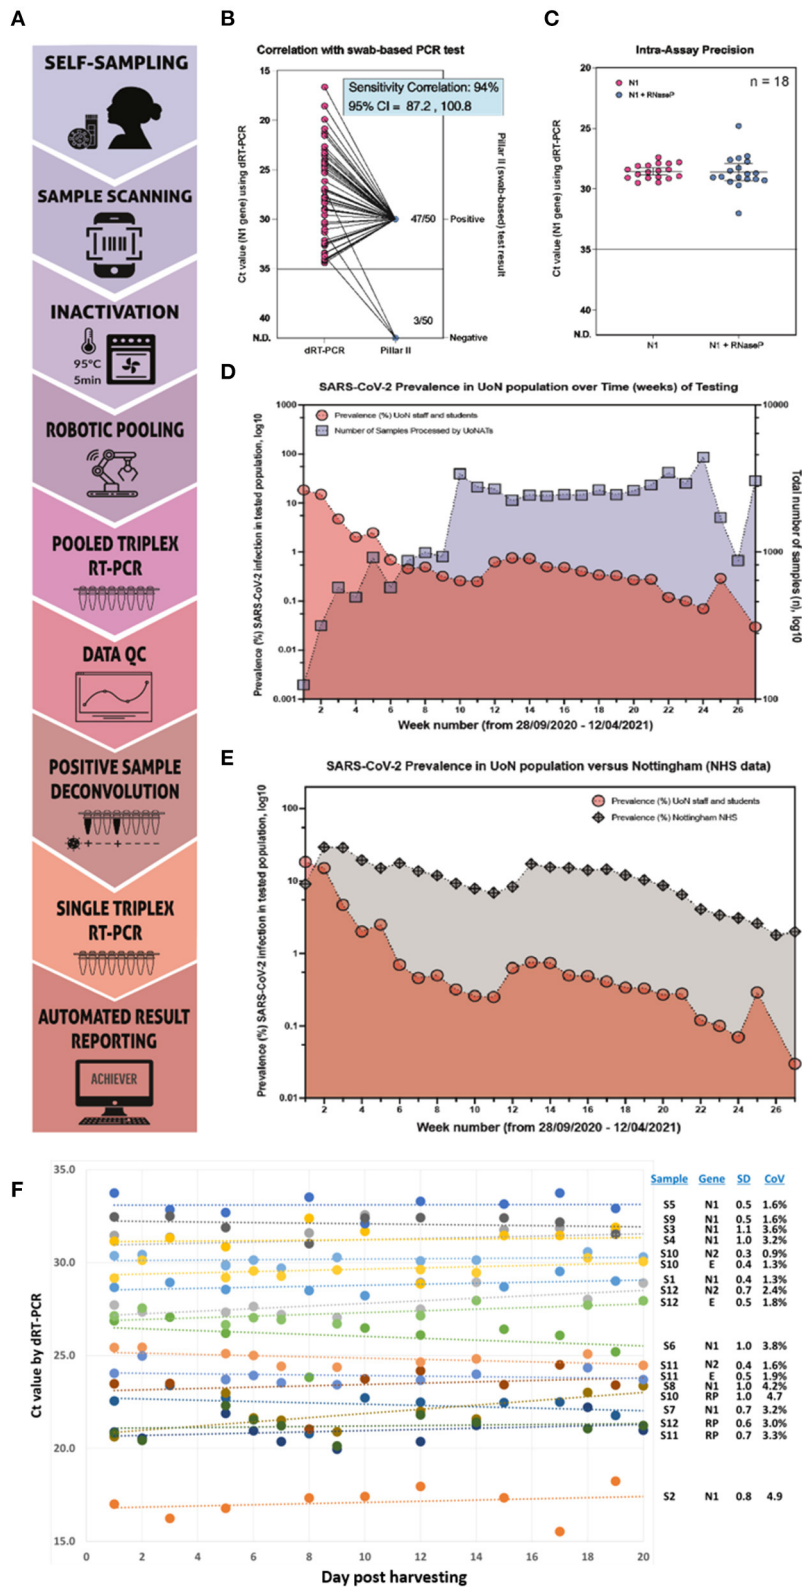 A
SELF-SAMPLING
SAMPLE SCANNING
INACTIVATION
95°C
5min
ROBOTIC POOLING
POOLED TRIPLEX
RT-PCR
DATA QC
POSITIVE SAMPLE
DECONVOLUTION
SINGLE TRIPLEX
RT-PCR
AUTOMATED RESULT
REPORTING
ACHIEVER
B
Correlation with swab-based PCR test
Sensitivity Correlation: 94%
95% CI = 87.2 , 100.8
Ct value (N1 gene) using dRT-PCR
15
20
25
30
35
40
N.D.
47/50
3/50
Positive
Negative
Pillar II (swab-based) test result
dRT-PCR
Pillar II
C
Intra-Assay Precision
N1
N1 + RNaseP
n = 18
Ct value (N1 gene) using dRT-PCR
20
25
30
35
40
N.D.
N1
N1 + RNaseP
D
SARS-CoV-2 Prevalence in UoN population over Time (weeks) of Testing
Prevalence (%) UoN staff and students
Number of Samples Processed by UoNATs
Prevalence (%) SARS-CoV-2 infection in tested population, log10
1000
100
10
1
0.1
0.01
0.001
10000
1000
100
Total number of samples (n), log10
2 4 6 8 10 12 14 16 18 20 22 24 26
Week number (from 28/09/2020 - 12/04/2021)
E
SARS-CoV-2 Prevalence in UoN population versus Nottingham (NHS data)
Prevalence (%) UoN staff and students
Prevalence (%) Nottingham NHS
Prevalence (%) SARS-CoV-2 infection in tested population, log10
100
10
1
0.1
0.01
2 4 6 8 10 12 14 16 18 20 22 24 26
Week number (from 28/09/2020 - 12/04/2021)
F
Ct value by dRT-PCR
35.0
30.0
25.0
20.0
15.0
0 2 4 6 8 10 12 14 16 18 20
Day post harvesting
Sample Gene SD CoV
S5 N1 0.5 1.6%
S9 N1 0.5 1.6%
S3 N1 1.1 3.6%
S4 N1 1.0 3.2%
S10 N2 0.3 0.9%
S10 E 0.4 1.3%
S1 N1 0.4 1.3%
S12 N2 0.7 2.4%
S12 E 0.5 1.8%
S6 N1 1.0 3.8%
S11 N2 0.4 1.6%
S11 E 0.5 1.9%
S8 N1 1.0 4.2%
S10 RP 1.0 4.7
S7 N1 0.7 3.2%
S12 RP 0.6 3.0%
S11 RP 0.7 3.3%
S2 N1 0.8 4.9